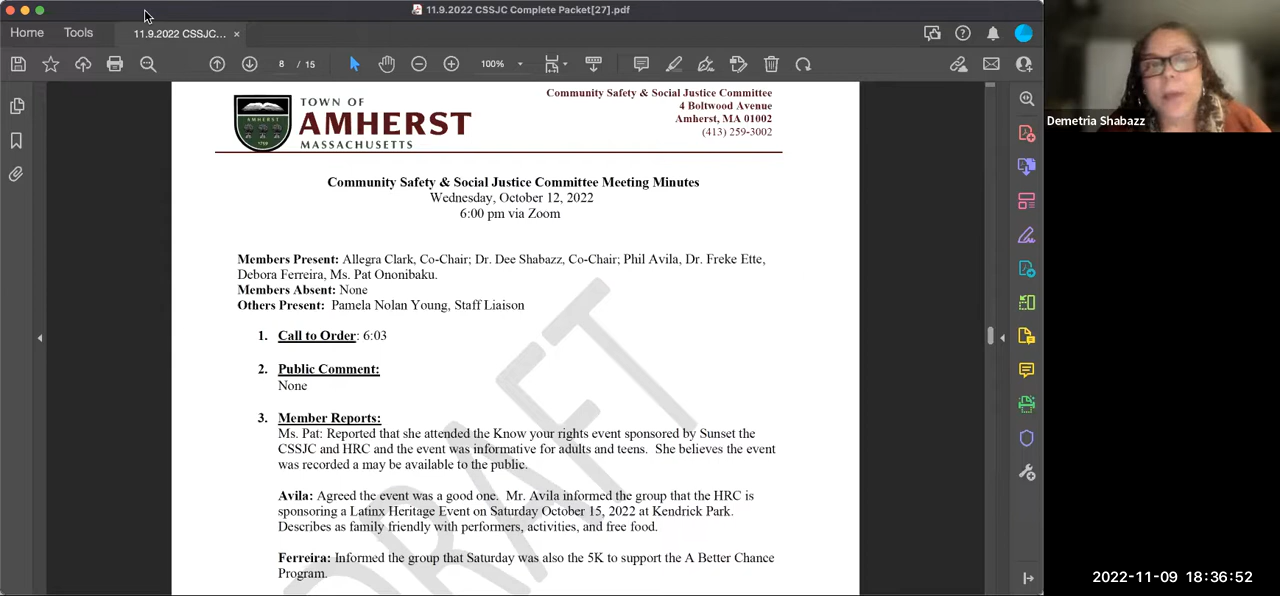 11.9.2022 CSSJC Complete Packet[27].pdf
Home
Tools
11.9.2022 CSSJC... ×
8 / 15
100%
TOWN OF
AMHERST
MASSACHUSETTS
AMHERST
1759
Community Safety & Social Justice Committee
4 Boltwood Avenue
Amherst, MA 01002
(413) 259-3002
Community Safety & Social Justice Committee Meeting Minutes
Wednesday, October 12, 2022
6:00 pm via Zoom
Members Present: Allegra Clark, Co-Chair; Dr. Dee Shabazz, Co-Chair; Phil Avila, Dr. Freke Ette,
Debora Ferreira, Ms. Pat Ononibaku.
Members Absent: None
Others Present: Pamela Nolan Young, Staff Liaison
1. Call to Order: 6:03
2. Public Comment:
None
3. Member Reports:
Ms. Pat: Reported that she attended the Know your rights event sponsored by Sunset the
CSSJC and HRC and the event was informative for adults and teens. She believes the event
was recorded a may be available to the public.
Avila: Agreed the event was a good one. Mr. Avila informed the group that the HRC is
sponsoring a Latinx Heritage Event on Saturday October 15, 2022 at Kendrick Park.
Describes as family friendly with performers, activities, and free food.
Ferreira: Informed the group that Saturday was also the 5K to support the A Better Chance
Program.
DRAFT
Demetria Shabazz
2022-11-09 18:36:52